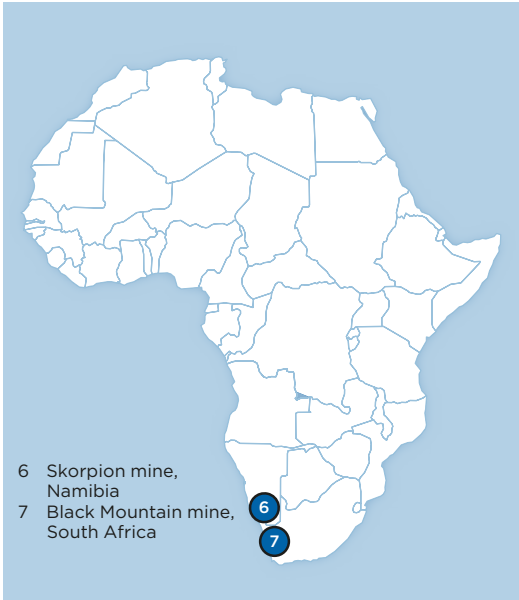 6 Skorpion mine,
Namibia
7 Black Mountain mine,
South Africa
6
7